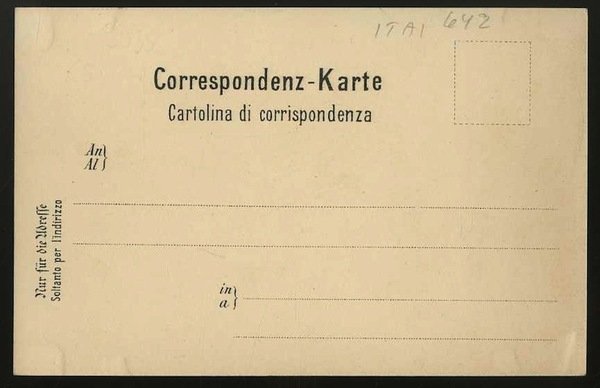 ITAI 642
Correspondenz-Karte
Cartolina di corrispondenza
An
Al
Nur für die Adresse
Soltanto per l'indirizzo
in
a